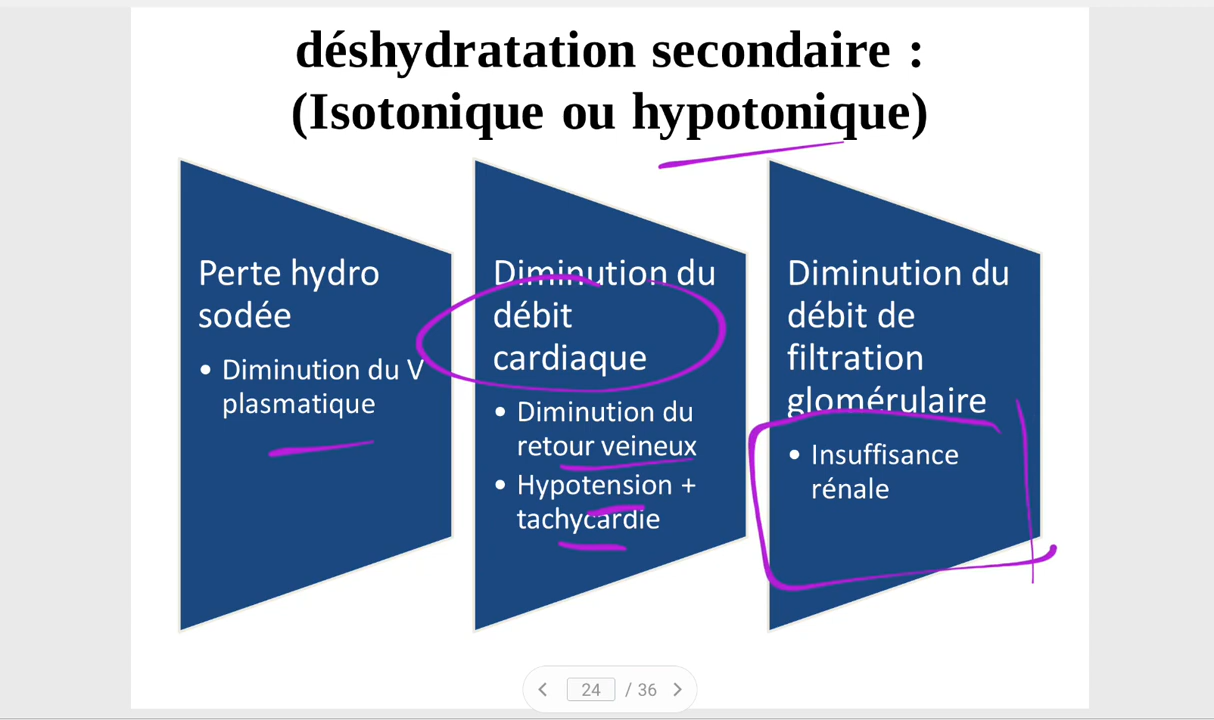 déshydratation secondaire :
(Isotonique ou hypotonique)
Perte hydro
sodée
• Diminution du V
plasmatique
Diminution du
débit
cardiaque
• Diminution du
retour veineux
• Hypotension +
tachycardie
Diminution du
débit de
filtration
glomérulaire
• Insuffisance
rénale
24 / 36